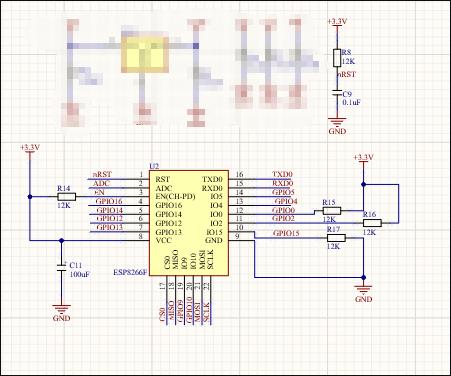 +3.3V
R8
12K
nRST
C9
0.1uF
GND
U2
+3.3V
+3.3V
nRST 1 RST TXD0 16 TXD0
ADC 2 ADC RXD0 15 RXD0
EN 3 EN(CH-PD) IO5 14 GPIO5
GPIO16 4 GPIO16 IO4 13 GPIO4
GPIO14 5 GPIO14 IO0 12 GPIO0
GPIO12 6 GPIO12 IO2 11 GPIO2
GPIO13 7 GPIO13 IO15 10 GPIO15
8 VCC GND 9
R14
12K
R15
12K
R16
12K
R17
12K
C11
100uF
GND
GND
ESP8266F
CS0 MISO IO9 IO10 MOSI SCLK
17 18 19 20 21 22
CS0 MISO GPIO9 GPIO10 MOSI SCLK